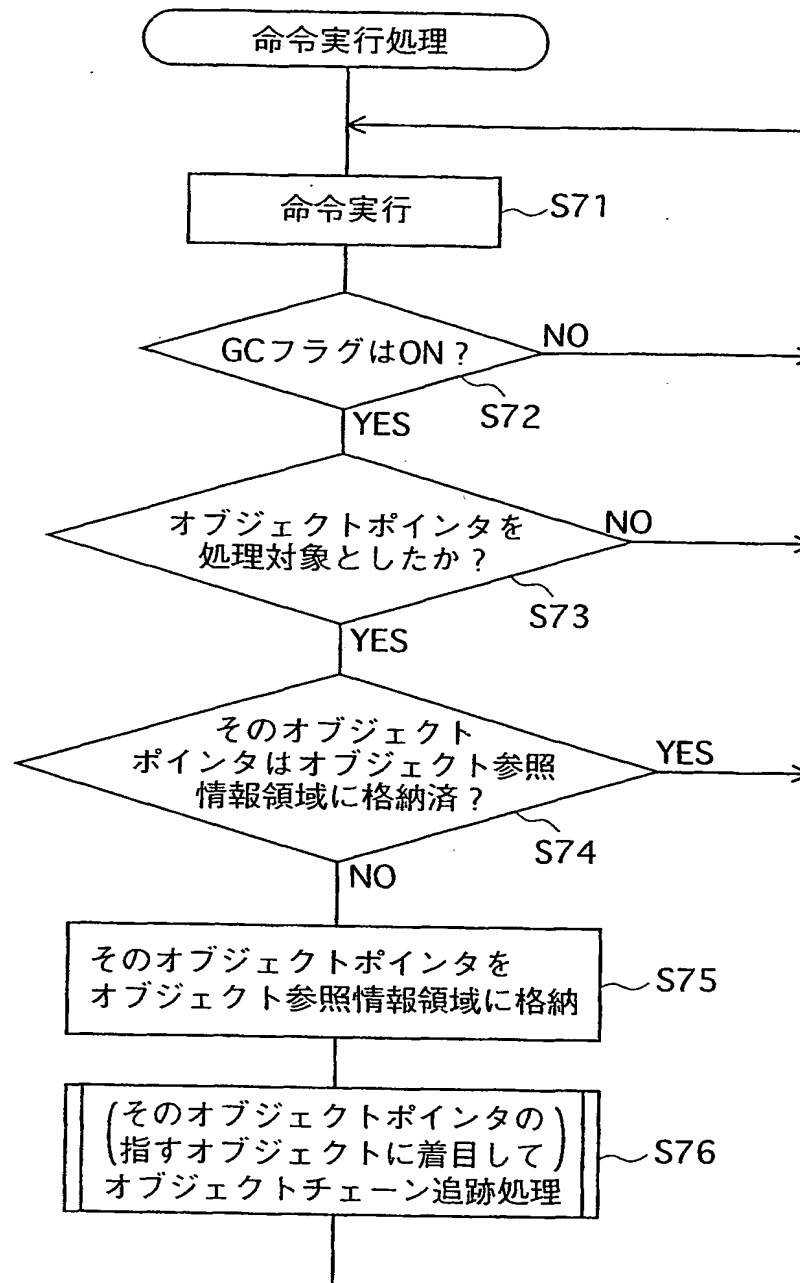 命令実行処理
命令実行
S71
GCフラグはON?
NO
S72
YES
オブジェクトポインタを
処理対象としたか?
NO
S73
YES
そのオブジェクト
ポインタはオブジェクト参照
情報領域に格納済?
YES
S74
NO
そのオブジェクトポインタを
オブジェクト参照情報領域に格納
S75
(そのオブジェクトポインタの
指すオブジェクトに着目して)
オブジェクトチェーン追跡処理
S76